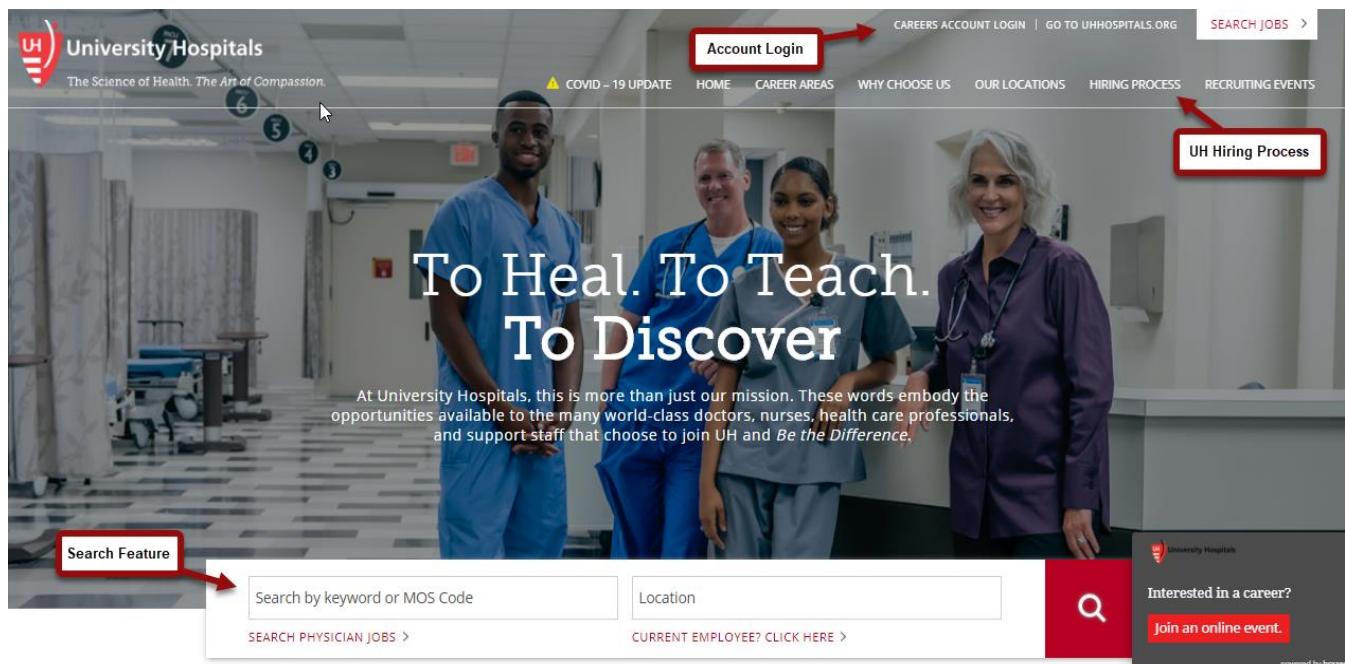 CAREERS ACCOUNT LOGIN | GO TO UHHOSPITALS.ORG
SEARCH JOBS >
Account Login
UH
University Hospitals
The Science of Health. The Art of Compassion.
COVID – 19 UPDATE HOME CAREER AREAS WHY CHOOSE US OUR LOCATIONS HIRING PROCESS RECRUITING EVENTS
6
5
4
3
EXIT
UH Hiring Process
To Heal. To Teach.
To Discover
At University Hospitals, this is more than just our mission. These words embody the
opportunities available to the many world-class doctors, nurses, health care professionals,
and support staff that choose to join UH and Be the Difference.
Search Feature
Search by keyword or MOS Code
Location
SEARCH PHYSICIAN JOBS >
CURRENT EMPLOYEE? CLICK HERE >
University Hospitals
Interested in a career?
Join an online event.